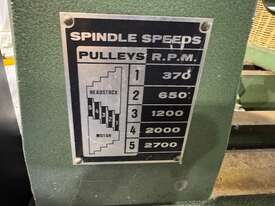 SPINDLE SPEEDS
PULLEYS R.P.M.
1 370
2 650
HEADSTOCK
3 1200
4 2000
MOTOR
5 2700